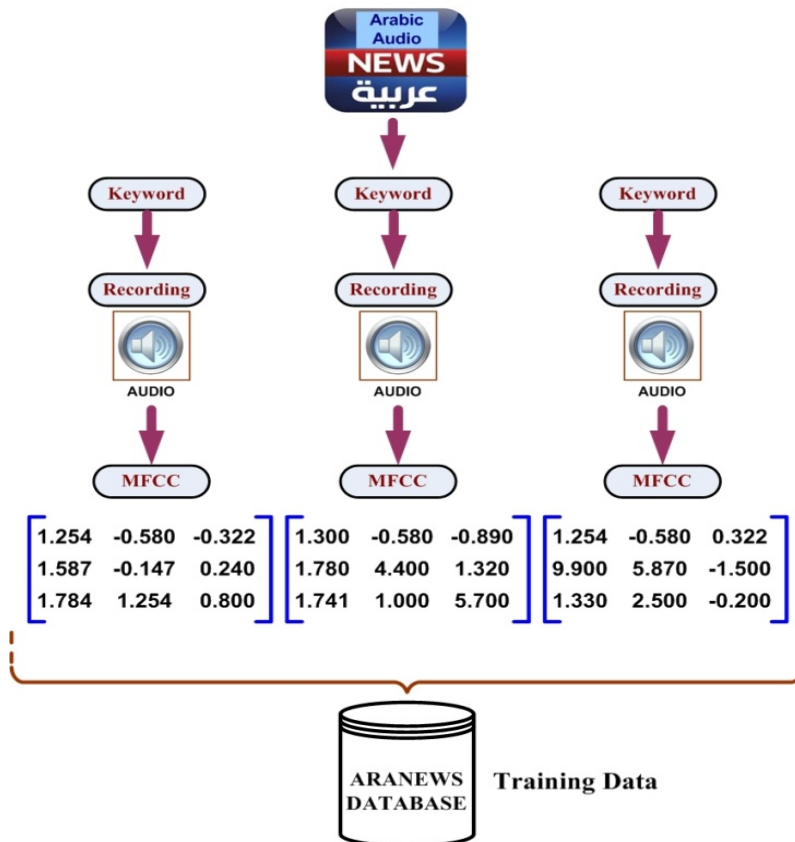 Arabic
Audio
NEWS
عربية
Keyword Keyword Keyword
Recording Recording Recording
AUDIO AUDIO AUDIO
MFCC MFCC MFCC
1.254 -0.580 -0.322 1.300 -0.580 -0.890 1.254 -0.580 0.322
1.587 -0.147 0.240 1.780 4.400 1.320 9.900 5.870 -1.500
1.784 1.254 0.800 1.741 1.000 5.700 1.330 2.500 -0.200
ARANEWS
DATABASE
Training Data